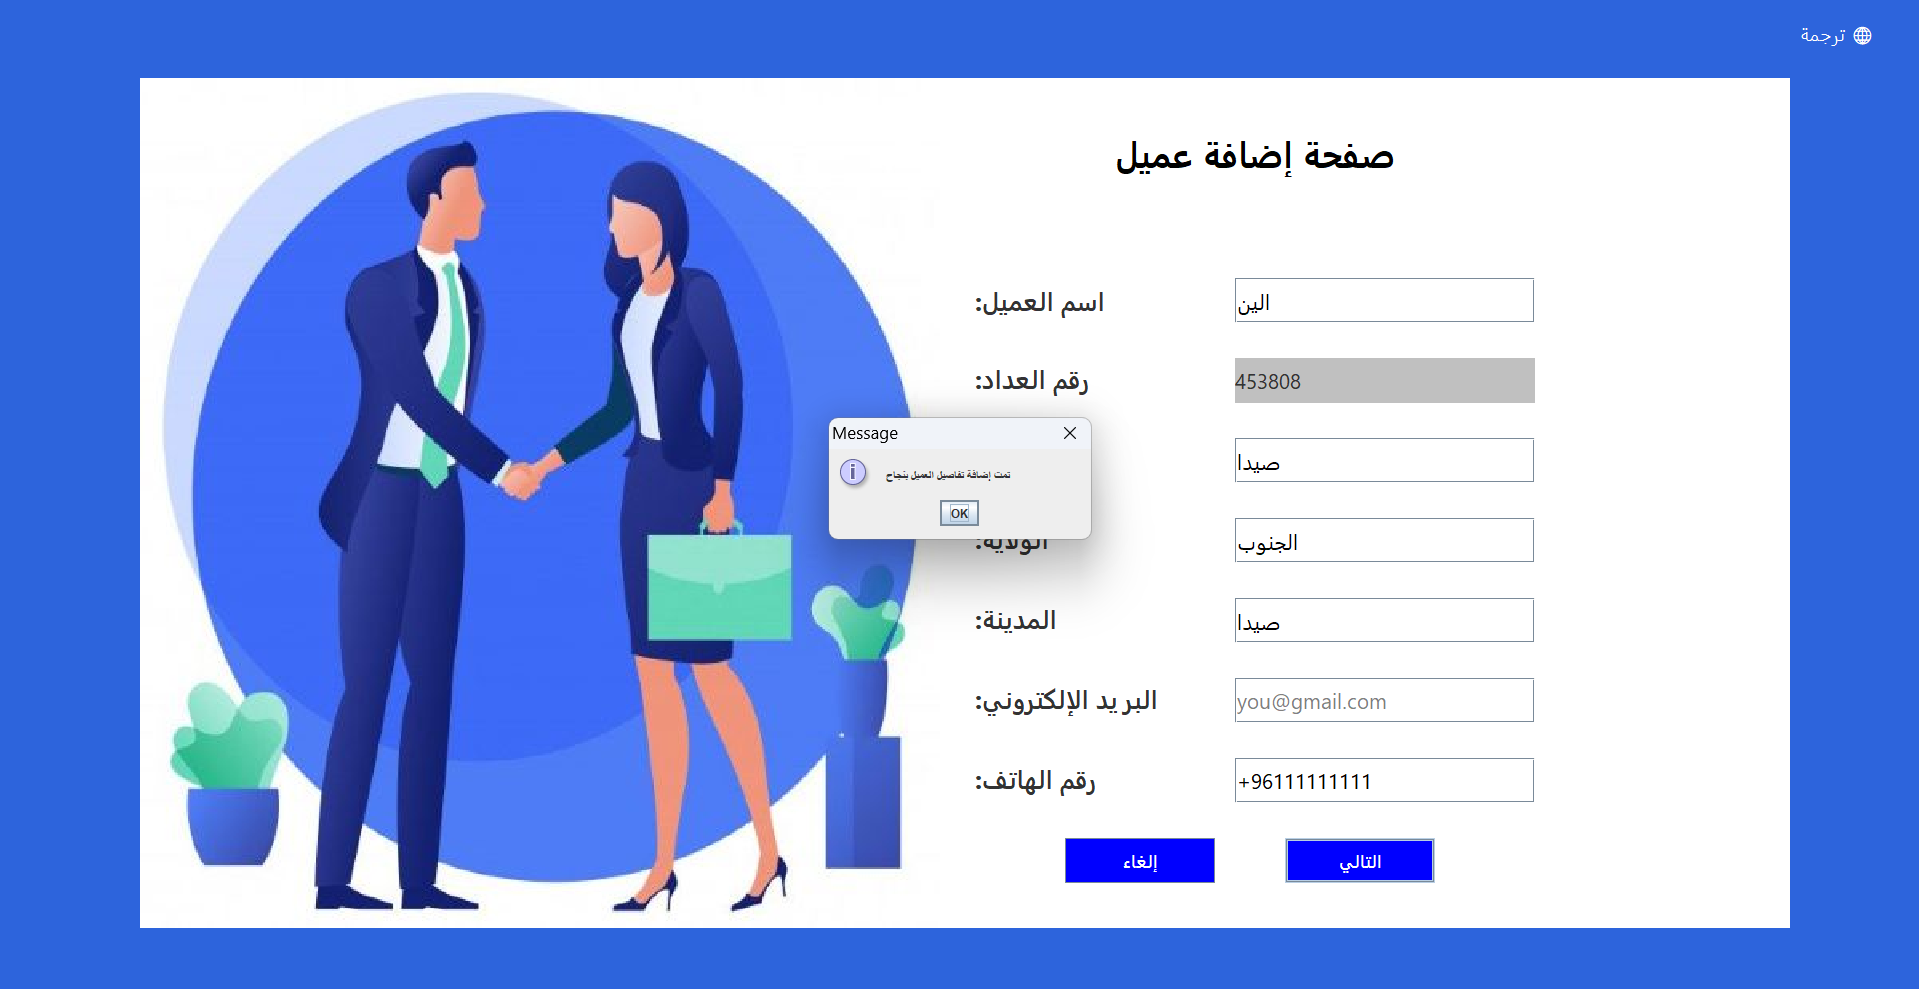 ترجمة
صفحة إضافة عميل
اسم العميل: الين
رقم العداد: 453808
صيدا
الولاية: الجنوب
المدينة: صيدا
البريد الإلكتروني: you@gmail.com
رقم الهاتف: +96111111111
إلغاء
التالي
Message
تمت إضافة تفاصيل العميل بنجاح
OK